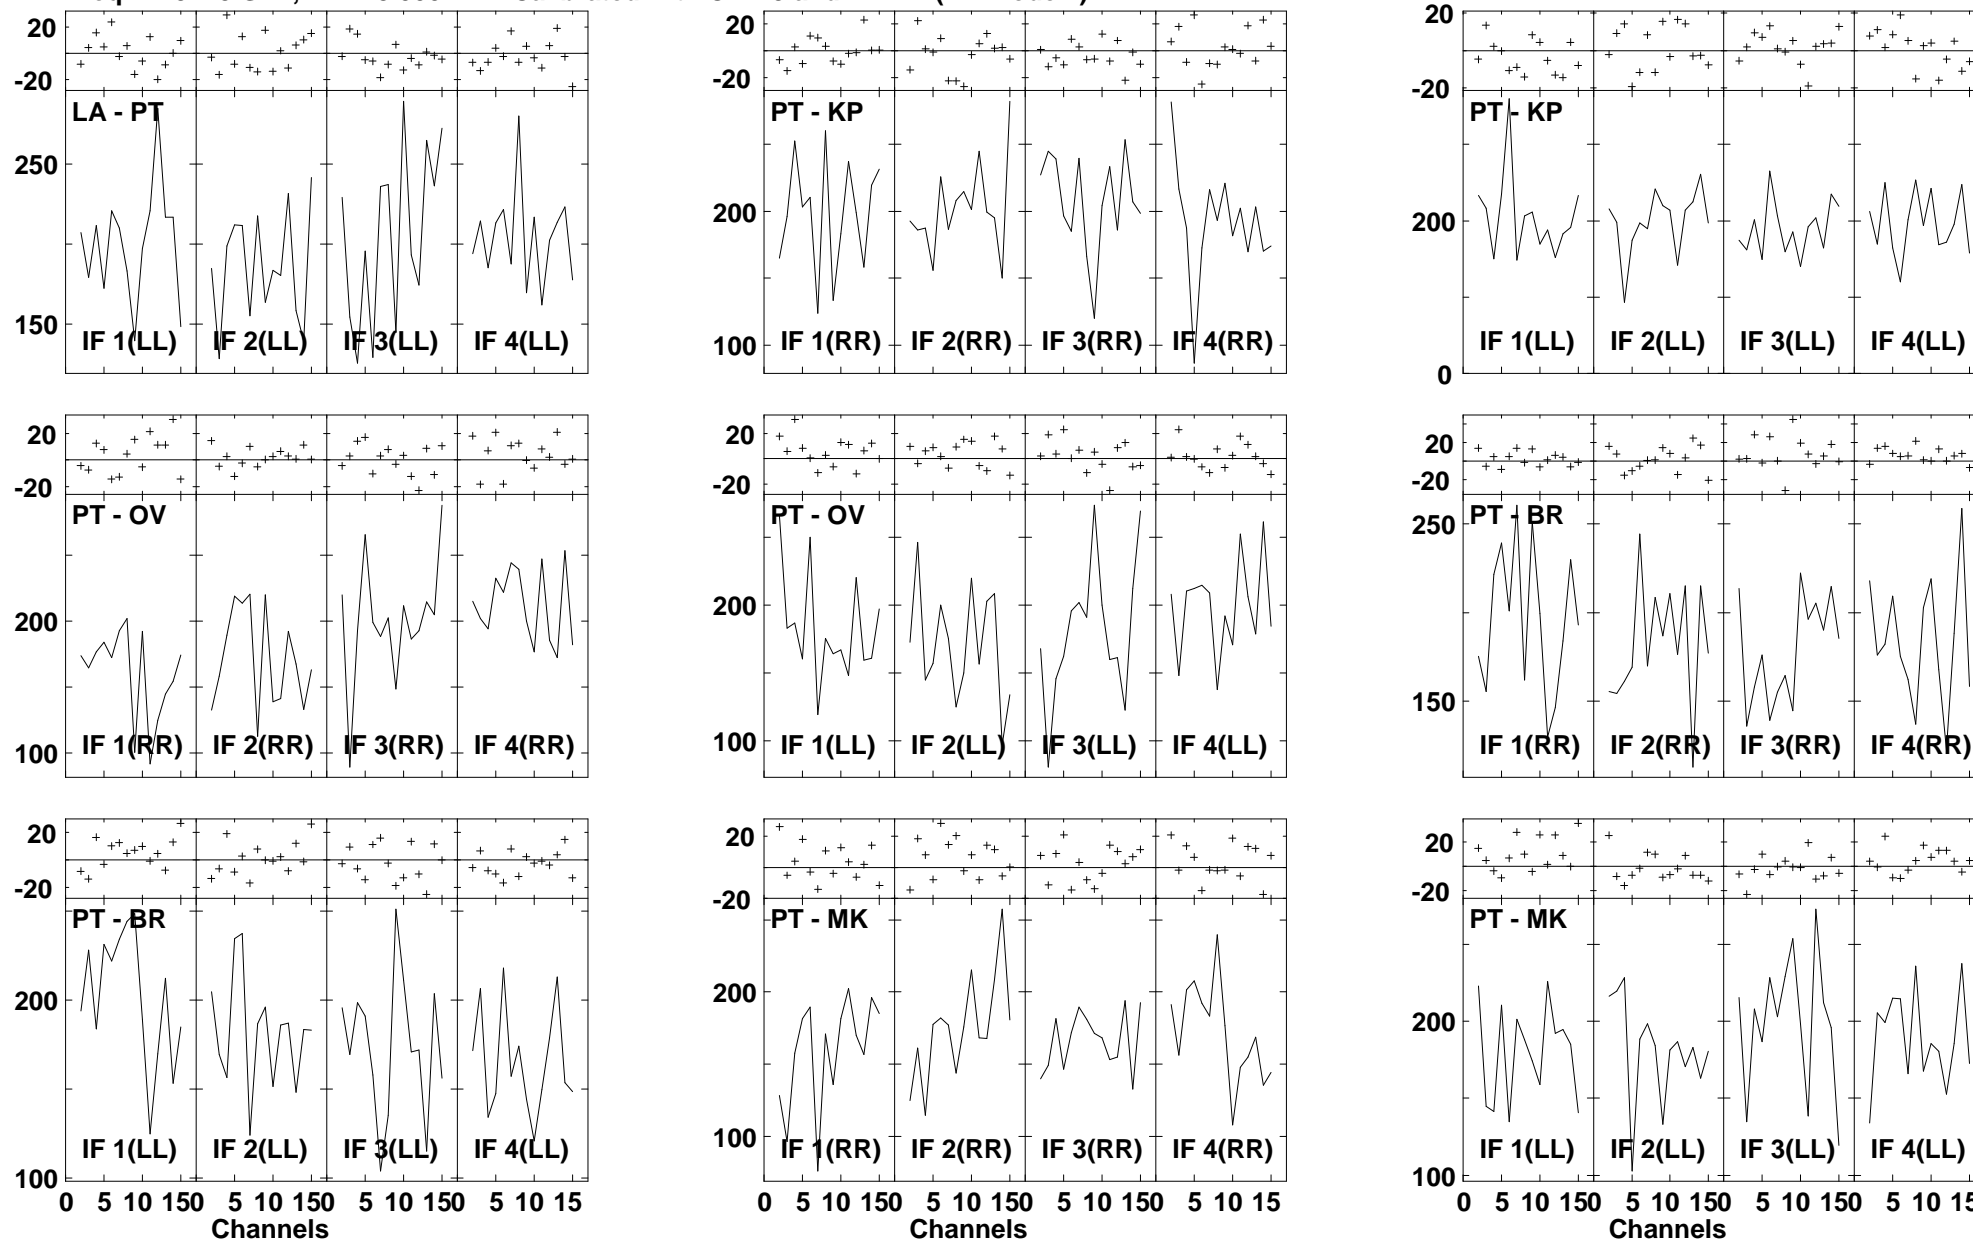 20 20 20
-20 -20 -20
LA - PT PT - KP PT - KP
250 200 200
150 100 0
IF 1(LL) IF 2(LL) IF 3(LL) IF 4(LL) IF 1(RR) IF 2(RR) IF 3(RR) IF 4(RR) IF 1(LL) IF 2(LL) IF 3(LL) IF 4(LL)
20 20 20
-20 -20 -20
PT - OV PT - OV PT - BR
200 200 250
100 100 150
IF 1(RR) IF 2(RR) IF 3(RR) IF 4(RR) IF 1(LL) IF 2(LL) IF 3(LL) IF 4(LL) IF 1(RR) IF 2(RR) IF 3(RR) IF 4(RR)
20 20 20
-20 -20 -20
PT - BR PT - MK PT - MK
200 200 200
100 100 100
IF 1(LL) IF 2(LL) IF 3(LL) IF 4(LL) IF 1(RR) IF 2(RR) IF 3(RR) IF 4(RR) IF 1(LL) IF 2(LL) IF 3(LL) IF 4(LL)
0 5 10 150 5 10 150 5 10 150 5 10 15 0 5 10 150 5 10 150 5 10 150 5 10 15 0 5 10 150 5 10 150 5 10 150 5 10 15
Channels Channels Channels